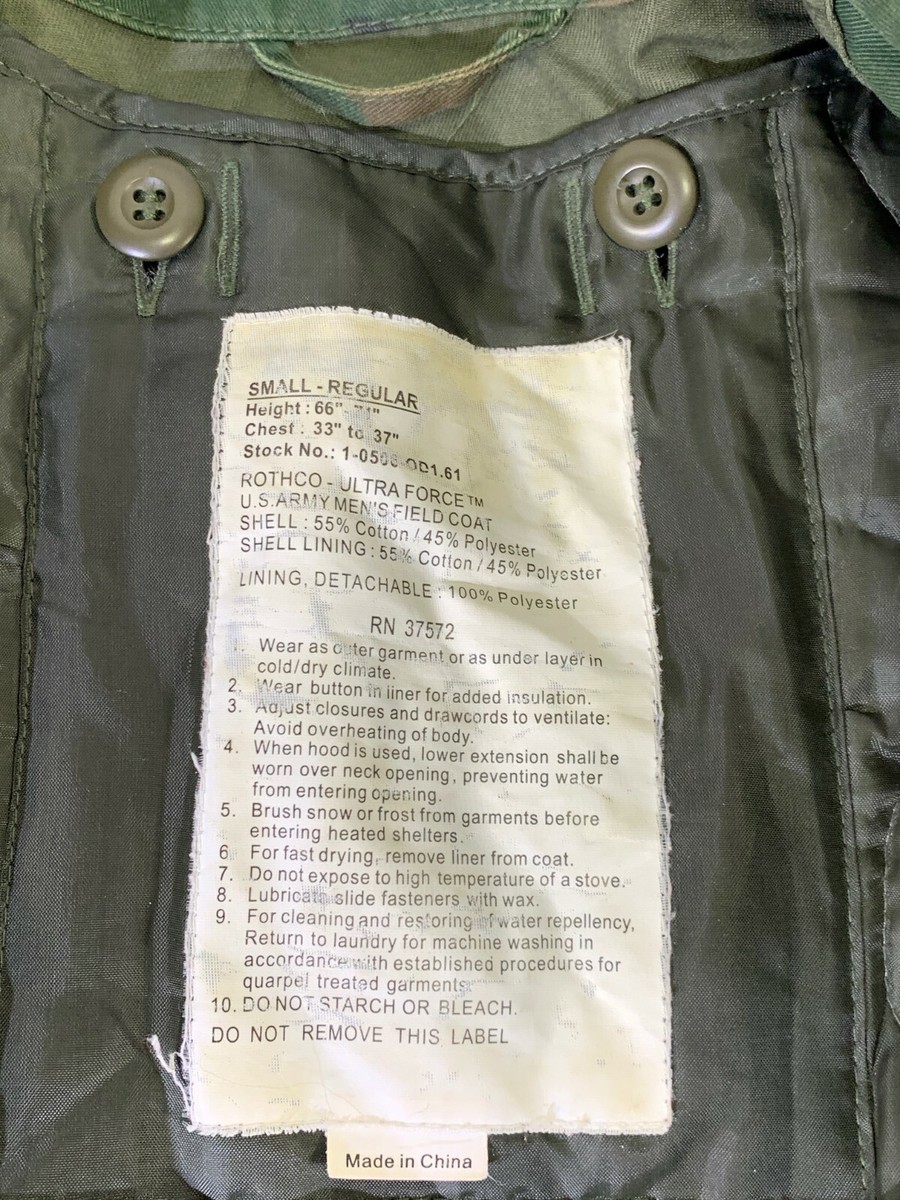 SMALL - REGULAR
Height : 66"- "
Chest : 33" to 37"
Stock No.:
ROTHCO - ULTRA FORCE™
U.S.ARMY MEN'S FIELD COAT
SHELL : 55% Cotton / 45% Polyester
SHELL LINING : 55% Cotton / 45% Polyester
LINING, DETACHABLE : 100% Polyester
RN 37572
1. Wear as outer garment or as under layer in
cold/dry climate.
2. Wear button in liner for added insulation.
3. Adjust closures and drawcords to ventilate:
Avoid overheating of body.
4. When hood is used, lower extension shall be
worn over neck opening, preventing water
from entering opening.
5. Brush snow or frost from garments before
entering heated shelters.
6. For fast drying, remove liner from coat.
7. Do not expose to high temperature of a stove.
8. Lubricate slide fasteners with wax.
9. For cleaning and restoring of water repellency,
Return to laundry for machine washing in
accordance with established procedures for
quarpel treated garments.
10. DO NOT STARCH OR BLEACH.
DO NOT REMOVE THIS LABEL
Made in China